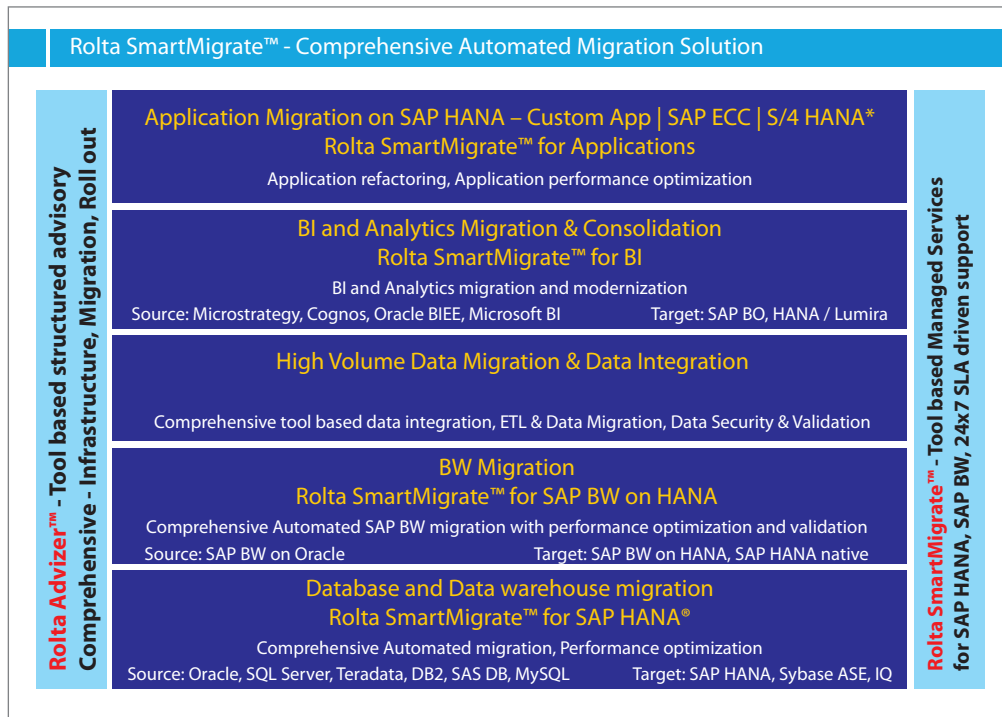 Rolta SmartMigrate™ - Comprehensive Automated Migration Solution
Rolta Advizer™ - Tool based structured advisory
Comprehensive - Infrastructure, Migration, Roll out
Application Migration on SAP HANA – Custom App | SAP ECC | S/4 HANA*
Rolta SmartMigrate™ for Applications
Application refactoring, Application performance optimization
BI and Analytics Migration & Consolidation
Rolta SmartMigrate™ for BI
BI and Analytics migration and modernization
Source: Microstrategy, Cognos, Oracle BIEE, Microsoft BI Target: SAP BO, HANA / Lumira
High Volume Data Migration & Data Integration
Comprehensive tool based data integration, ETL & Data Migration, Data Security & Validation
BW Migration
Rolta SmartMigrate™ for SAP BW on HANA
Comprehensive Automated SAP BW migration with performance optimization and validation
Source: SAP BW on Oracle Target: SAP BW on HANA, SAP HANA native
Database and Data warehouse migration
Rolta SmartMigrate™ for SAP HANA®
Comprehensive Automated migration, Performance optimization
Source: Oracle, SQL Server, Teradata, DB2, SAS DB, MySQL Target: SAP HANA, Sybase ASE, IQ
Rolta SmartMigrate™ - Tool based Managed Services
for SAP HANA, SAP BW, 24x7 SLA driven support